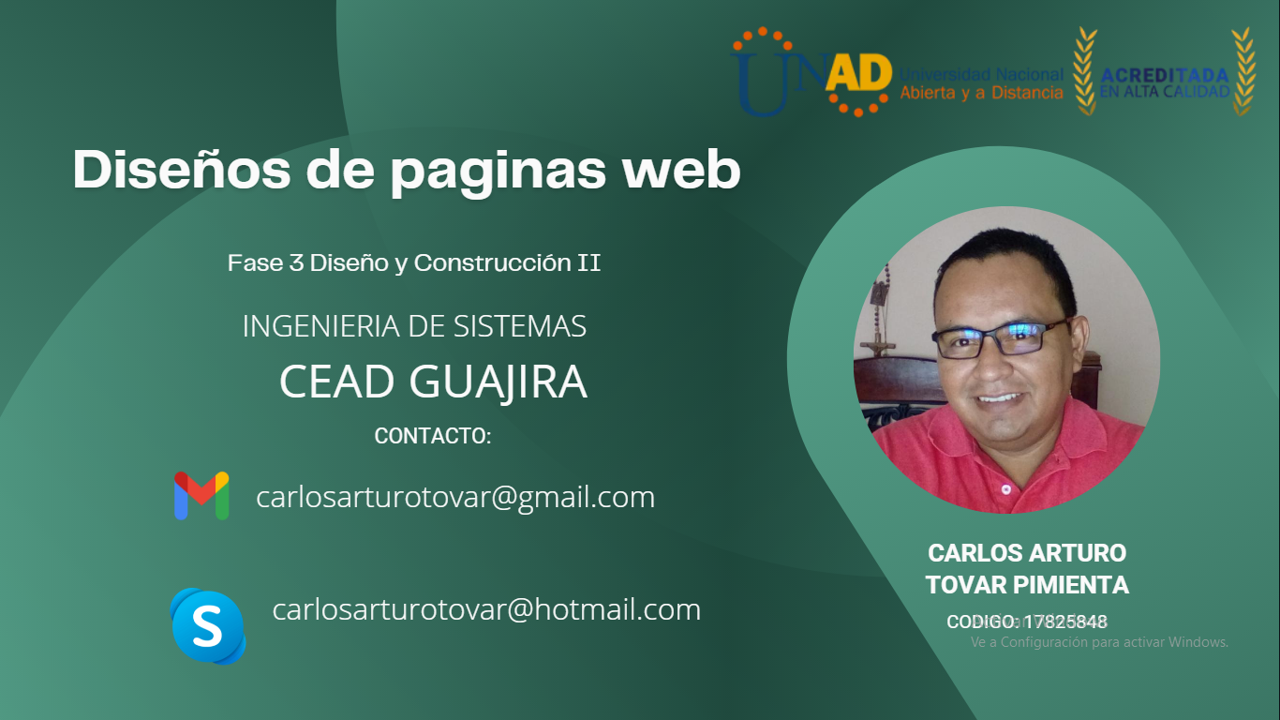 UNAD Universidad Nacional
Abierta y a Distancia
ACREDITADA
EN ALTA CALIDAD
Diseños de paginas web
Fase 3 Diseño y Construcción II
INGENIERIA DE SISTEMAS
CEAD GUAJIRA
CONTACTO:
carlosarturotovar@gmail.com
S
carlosarturotovar@hotmail.com
CARLOS ARTURO
TOVAR PIMIENTA
CODIGO: 17825848
Ve a Configuración para activar Windows.